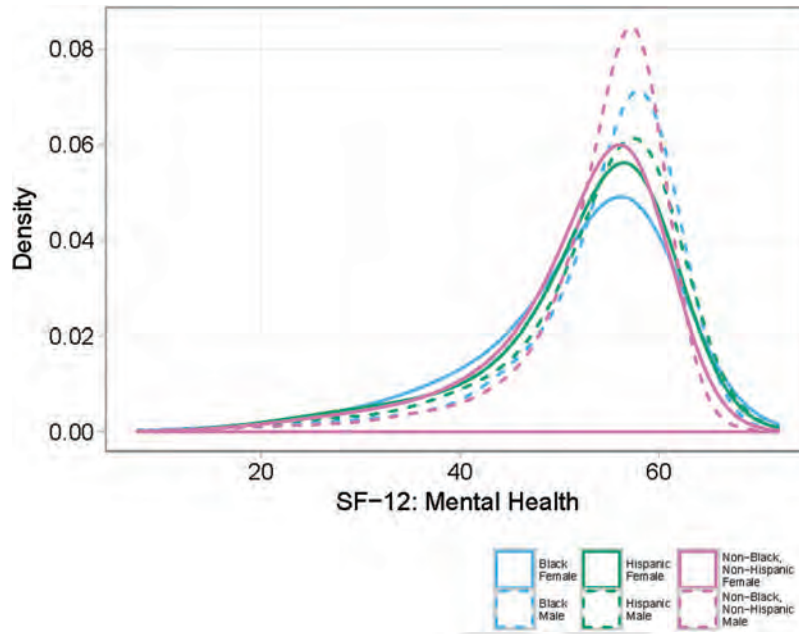 0.08
0.06
0.04
0.02
0.00
Density
20 40 60
SF−12: Mental Health
Black Female
Hispanic Female
Non−Black, Non−Hispanic Female
Black Male
Hispanic Male
Non−Black, Non−Hispanic Male